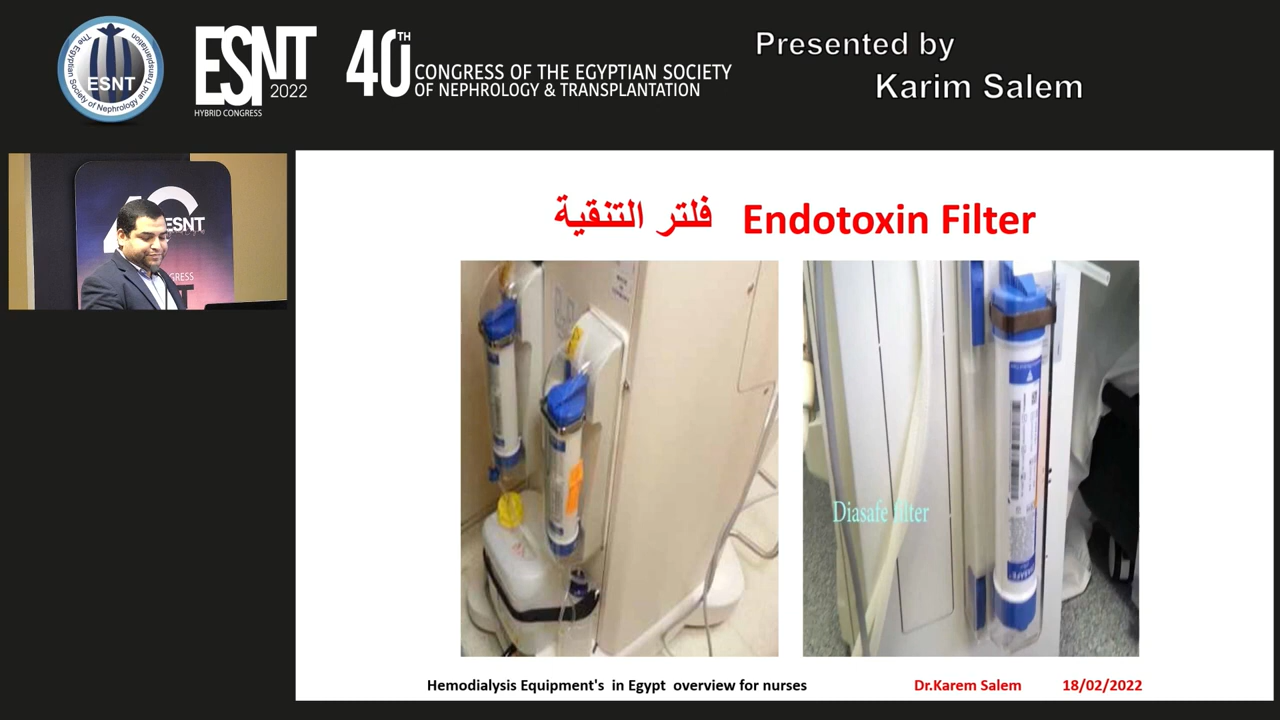 The Egyptian Society of Nephrology and Transplantation
ESNT
ESNT
2022
HYBRID CONGRESS
40TH
CONGRESS OF THE EGYPTIAN SOCIETY
OF NEPHROLOGY & TRANSPLANTATION
Presented by
Karim Salem
ESNT
فلتر التنقية Endotoxin Filter
Diasafe filter
Hemodialysis Equipment's in Egypt overview for nurses
Dr.Karem Salem
18/02/2022